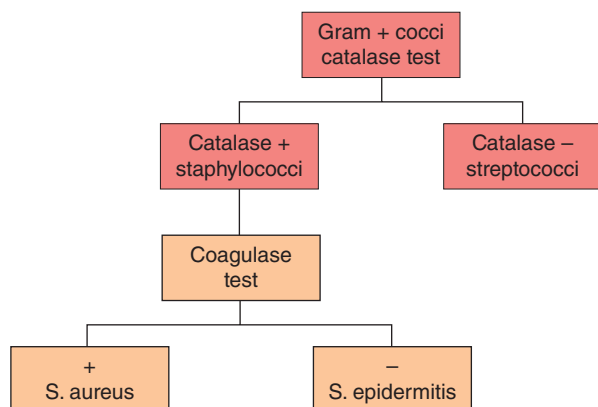 Gram + cocci
catalase test
Catalase +
staphylococci
Catalase –
streptococci
Coagulase
test
+
S. aureus
–
S. epidermitis